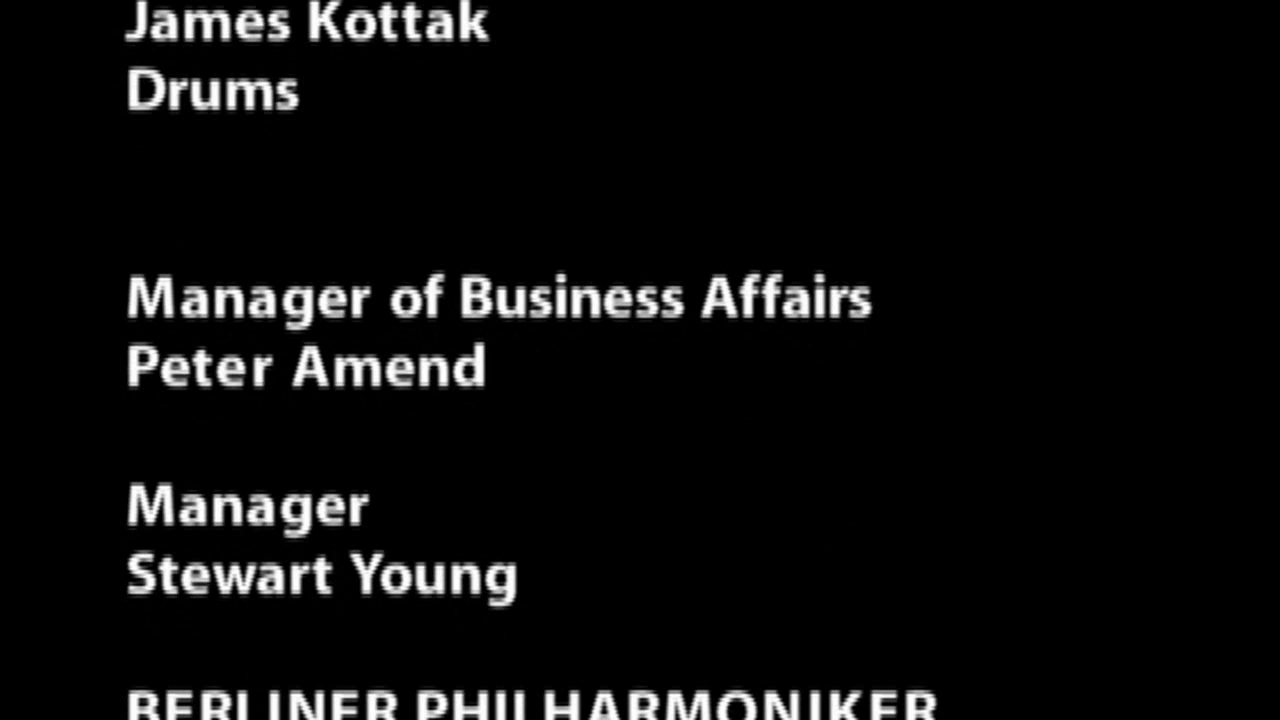 James Kottak
Drums
Manager of Business Affairs
Peter Amend
Manager
Stewart Young
BERLINER PHILHARMONIKER